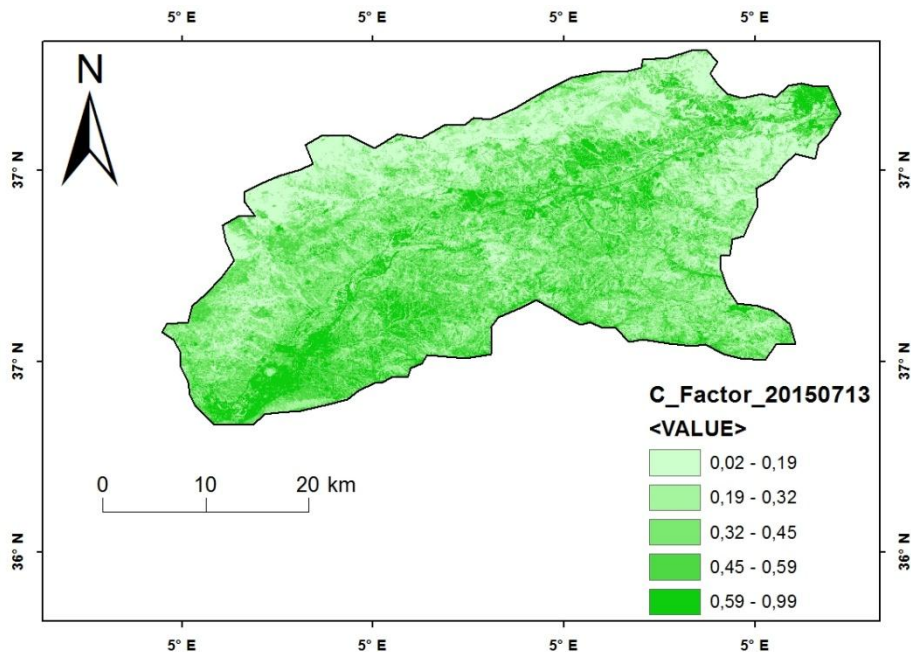 5° E 5° E 5° E 5° E
N
37° N 37° N
37° N 37° N
C_Factor_20150713
<VALUE>
0,02 - 0,19
0 10 20 km
0,19 - 0,32
0,32 - 0,45
36° N 36° N
0,45 - 0,59
0,59 - 0,99
5° E 5° E 5° E 5° E